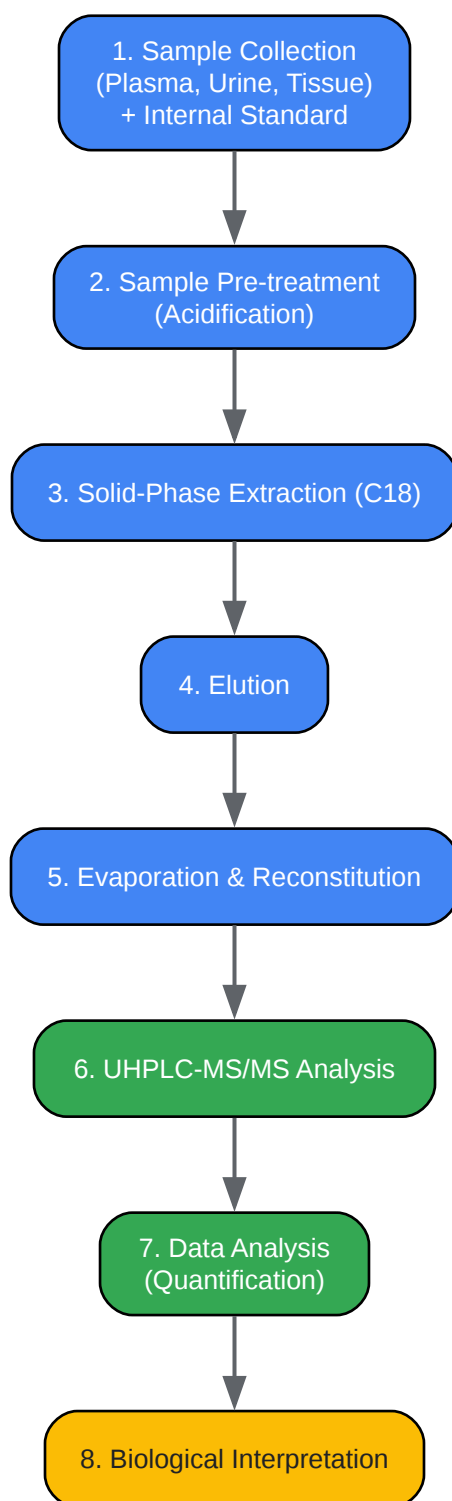 1. Sample Collection
(Plasma, Urine, Tissue)
+ Internal Standard
2. Sample Pre-treatment
(Acidification)
3. Solid-Phase Extraction (C18)
4. Elution
5. Evaporation & Reconstitution
6. UHPLC-MS/MS Analysis
7. Data Analysis
(Quantification)
8. Biological Interpretation